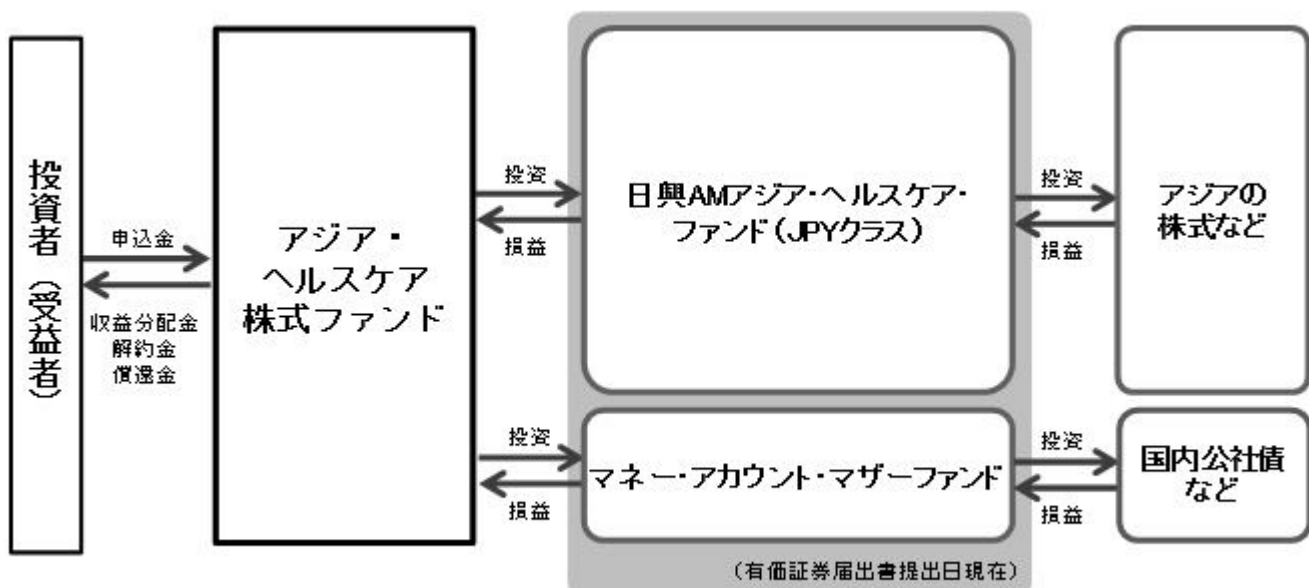 投資者（受益者）
申込金
収益分配金
解約金
償還金
アジア・
ヘルスケア
株式ファンド
投資
損益
日興AMアジア・ヘルスケア・
ファンド（JPYクラス）
投資
損益
アジアの
株式など
投資
損益
マネー・アカウント・マザーファンド
投資
損益
国内公社債
など
（有価証券届出書提出日現在）